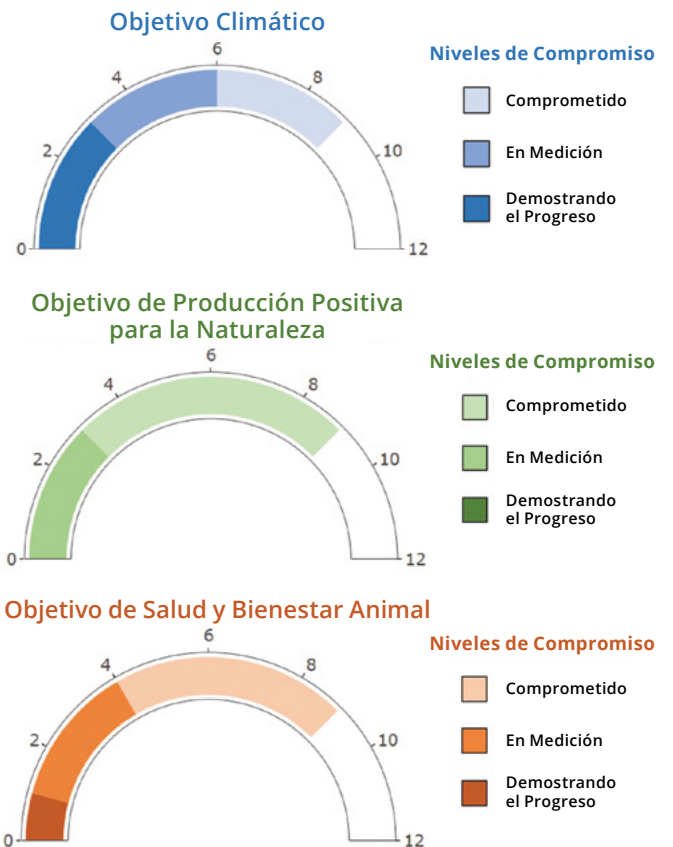 Objetivo Climático
0
2
4
6
8
10
12
Niveles de Compromiso
Comprometido
En Medición
Demostrando
el Progreso
Objetivo de Producción Positiva
para la Naturaleza
0
2
4
6
8
10
12
Niveles de Compromiso
Comprometido
En Medición
Demostrando
el Progreso
Objetivo de Salud y Bienestar Animal
0
2
4
6
8
10
12
Niveles de Compromiso
Comprometido
En Medición
Demostrando
el Progreso